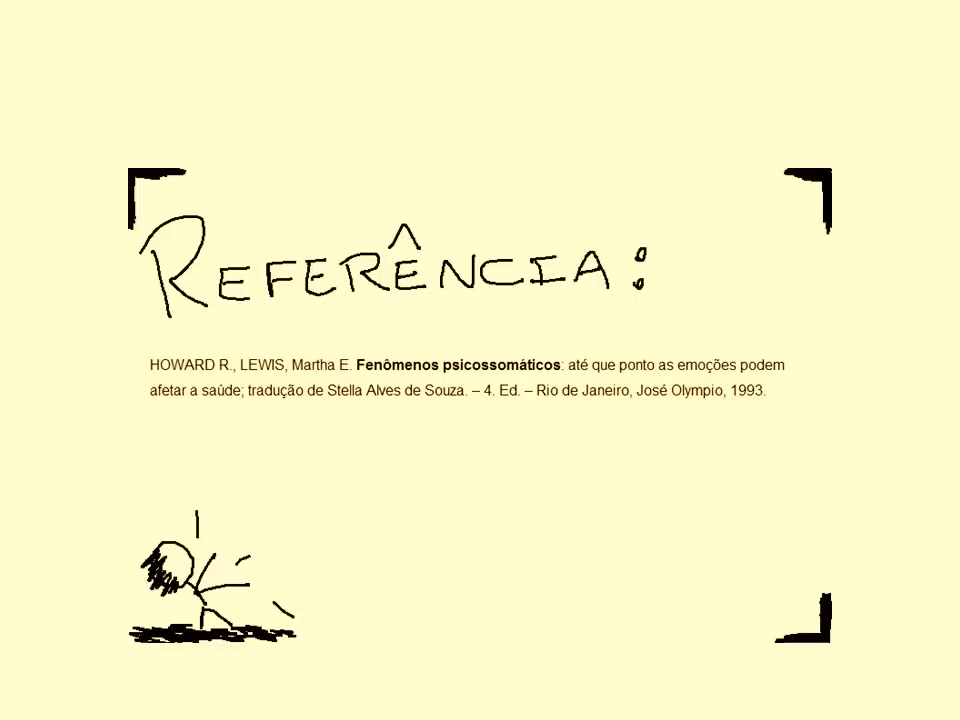 REFERÊNCIA:
HOWARD R., LEWIS, Martha E. Fenômenos psicossomáticos: até que ponto as emoções podem
afetar a saúde; tradução de Stella Alves de Souza. – 4. Ed. – Rio de Janeiro, José Olympio, 1993.